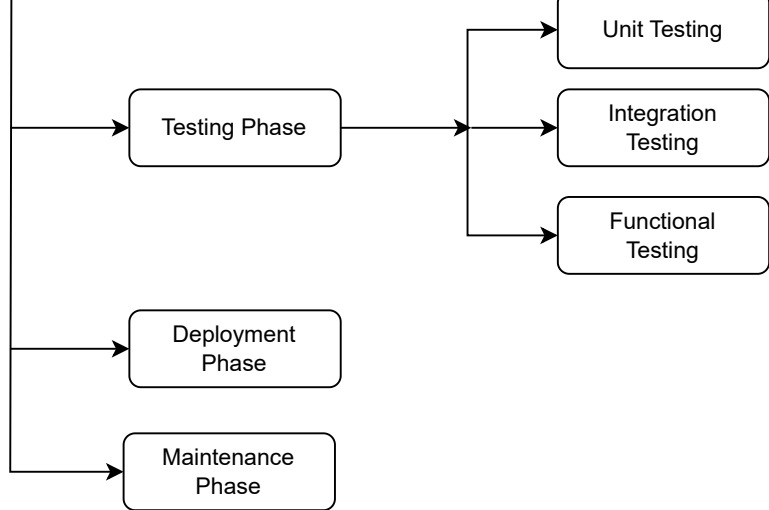 Unit Testing
Testing Phase
Integration
Testing
Functional
Testing
Deployment
Phase
Maintenance
Phase